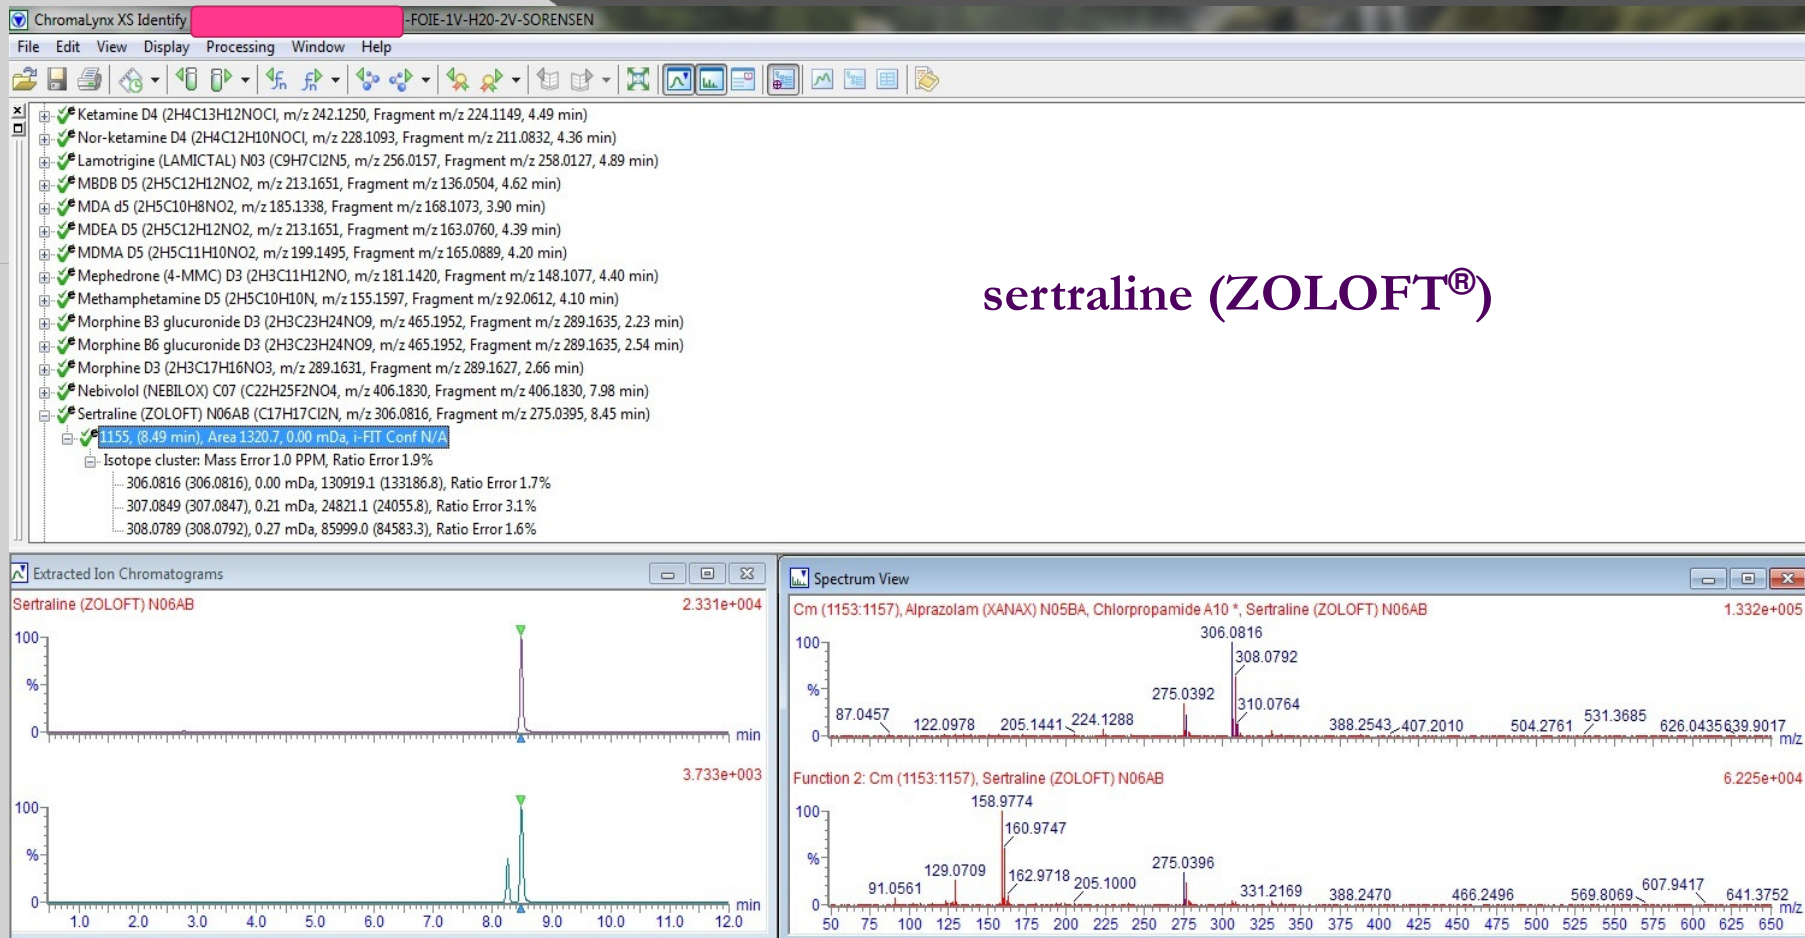 ChromaLynx XS Identify -FOIE-1V-H20-2V-SORENSEN
File Edit View Display Processing Window Help
Ketamine D4 (2H4C13H12NOCl, m/z 242.1250, Fragment m/z 224.1149, 4.49 min)
Nor-ketamine D4 (2H4C12H10NOCl, m/z 228.1093, Fragment m/z 211.0832, 4.36 min)
Lamotrigine (LAMICTAL) N03 (C9H7Cl2N5, m/z 256.0157, Fragment m/z 258.0127, 4.89 min)
MBDB D5 (2H5C12H12NO2, m/z 213.1651, Fragment m/z 136.0504, 4.62 min)
MDA d5 (2H5C10H8NO2, m/z 185.1338, Fragment m/z 168.1073, 3.90 min)
MDEA D5 (2H5C12H12NO2, m/z 213.1651, Fragment m/z 163.0760, 4.39 min)
MDMA D5 (2H5C11H10NO2, m/z 199.1495, Fragment m/z 165.0889, 4.20 min)
Mephedrone (4-MMC) D3 (2H3C11H12NO, m/z 181.1420, Fragment m/z 148.1077, 4.40 min)
Methamphetamine D5 (2H5C10H10N, m/z 155.1597, Fragment m/z 92.0612, 4.10 min)
Morphine B3 glucuronide D3 (2H3C23H24NO9, m/z 465.1952, Fragment m/z 289.1635, 2.23 min)
Morphine B6 glucuronide D3 (2H3C23H24NO9, m/z 465.1952, Fragment m/z 289.1635, 2.54 min)
Morphine D3 (2H3C17H16NO3, m/z 289.1631, Fragment m/z 289.1627, 2.66 min)
Nebivolol (NEBILOX) C07 (C22H25F2NO4, m/z 406.1830, Fragment m/z 406.1830, 7.98 min)
Sertraline (ZOLOFT) N06AB (C17H17Cl2N, m/z 306.0816, Fragment m/z 275.0395, 8.45 min)
1155, (8.49 min), Area 1320.7, 0.00 mDa, i-FIT Conf N/A
Isotope cluster: Mass Error 1.0 PPM, Ratio Error 1.9%
306.0816 (306.0816), 0.00 mDa, 130919.1 (133186.8), Ratio Error 1.7%
307.0849 (307.0847), 0.21 mDa, 24821.1 (24055.8), Ratio Error 3.1%
308.0789 (308.0792), 0.27 mDa, 85999.0 (84583.3), Ratio Error 1.6%
sertraline (ZOLOFT®)
Extracted Ion Chromatograms
Sertraline (ZOLOFT) N06AB 2.331e+004
100
%
0
min
3.733e+003
100
%
0
min
1.0 2.0 3.0 4.0 5.0 6.0 7.0 8.0 9.0 10.0 11.0 12.0
Spectrum View
Cm (1153:1157), Alprazolam (XANAX) N05BA, Chlorpropamide A10 *, Sertraline (ZOLOFT) N06AB 1.332e+005
100
%
0
306.0816
308.0792
275.0392
310.0764
87.0457 122.0978 205.1441 224.1288 388.2543 407.2010 504.2761 531.3685 626.0435 639.9017
m/z
Function 2: Cm (1153:1157), Sertraline (ZOLOFT) N06AB 6.225e+004
100
%
0
158.9774
160.9747
129.0709 275.0396
91.0561 162.9718 205.1000 331.2169 388.2470 466.2496 569.8069 607.9417 641.3752
m/z
50 75 100 125 150 175 200 225 250 275 300 325 350 375 400 425 450 475 500 525 550 575 600 625 650